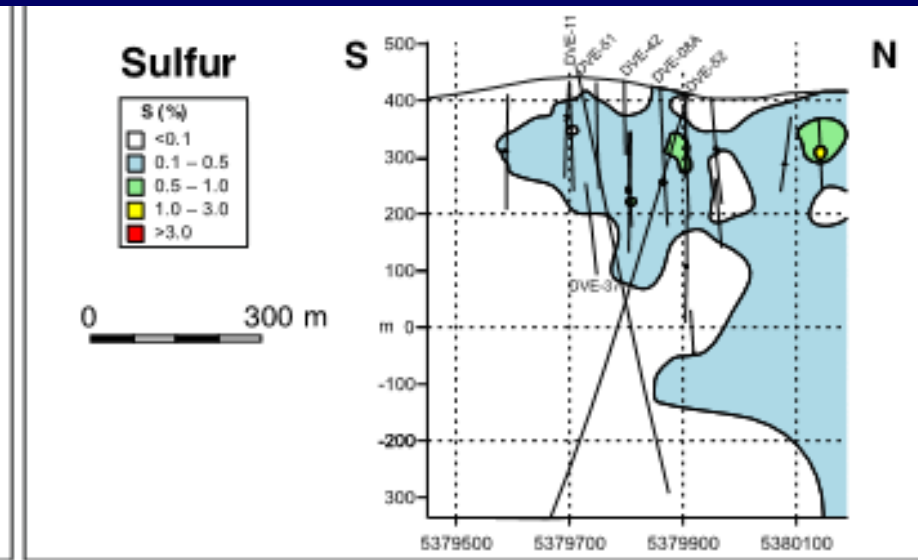 Sulfur
S (%)
<0.1
0.1 – 0.5
0.5 – 1.0
1.0 – 3.0
>3.0
0 300 m
S
N
DVE-11
DVE-51
DVE-42
DVE-08A
DVE-52
DVE-37
500
400
300
200
100
m 0
-100
-200
300
5379500 5379700 5379900 5380100